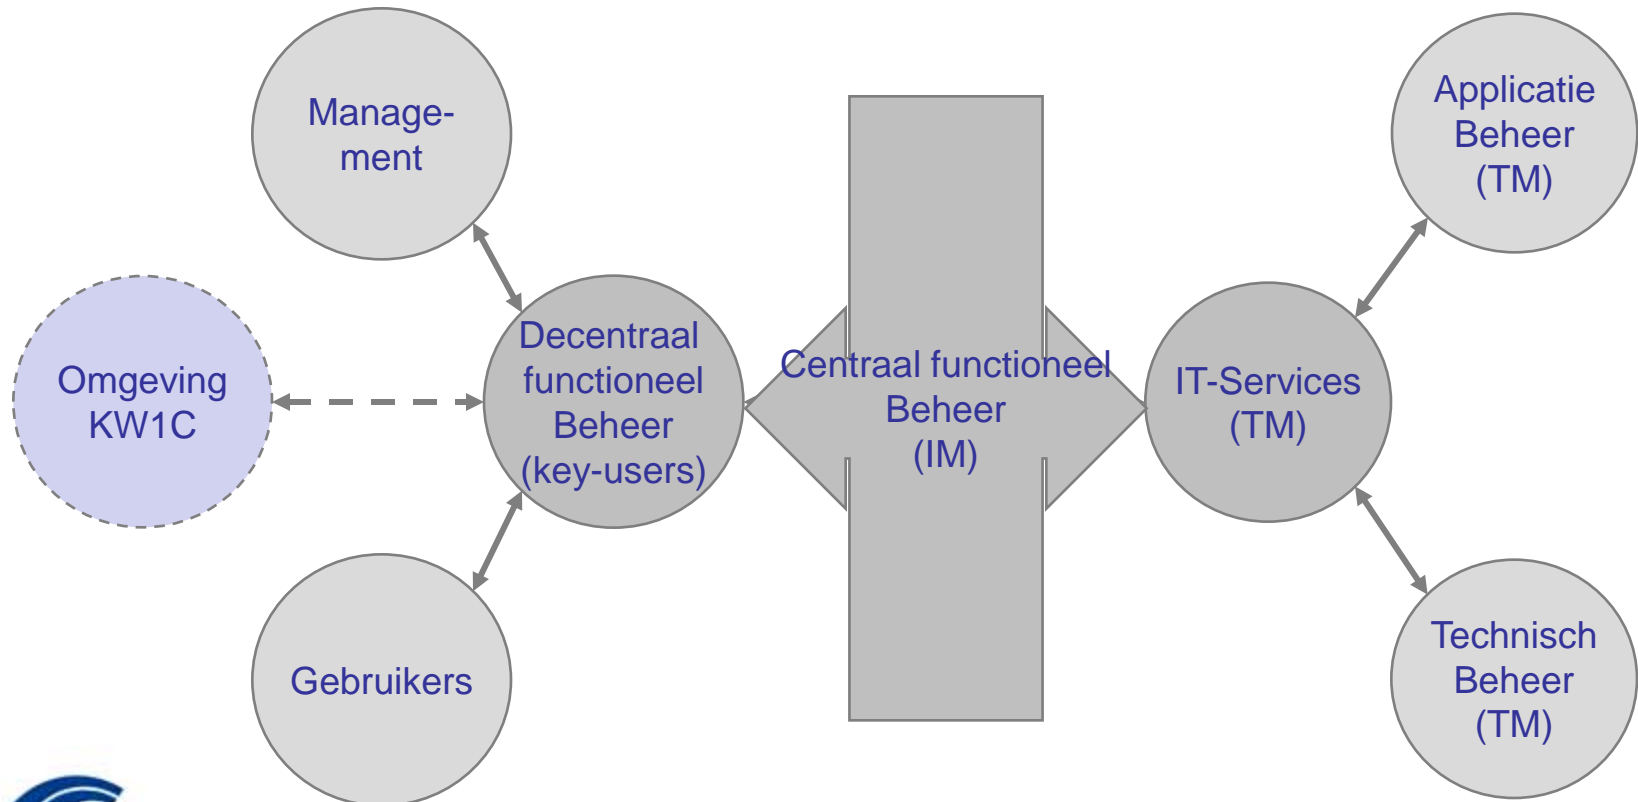 Manage-
ment
Omgeving
KW1C
Gebruikers
Decentraal
functioneel
Beheer
(key-users)
Centraal functioneel
Beheer
(IM)
IT-Services
(TM)
Applicatie
Beheer
(TM)
Technisch
Beheer
(TM)